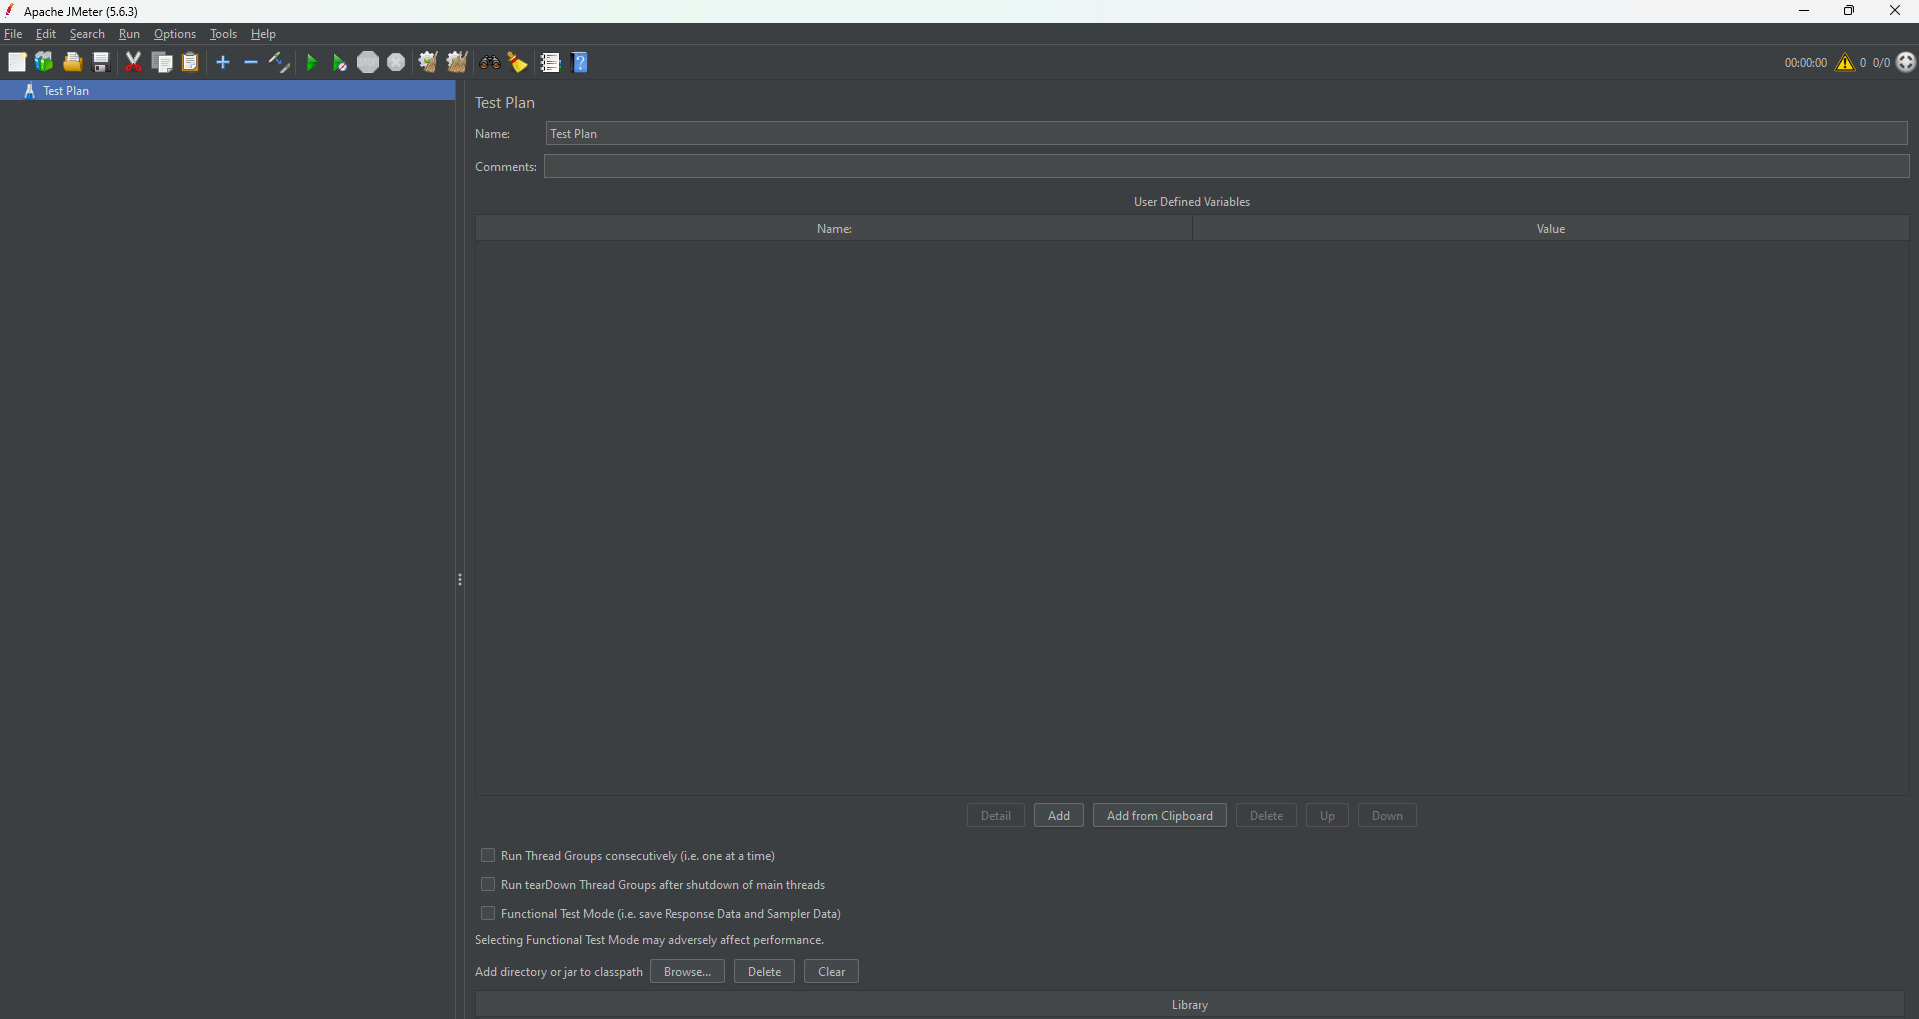 Apache JMeter (5.6.3)
File Edit Search Run Options Tools Help
00:00:00 0 0/0
Test Plan
Test Plan
Name: Test Plan
Comments:
User Defined Variables
Name: Value
Detail Add Add from Clipboard Delete Up Down
Run Thread Groups consecutively (i.e. one at a time)
Run tearDown Thread Groups after shutdown of main threads
Functional Test Mode (i.e. save Response Data and Sampler Data)
Selecting Functional Test Mode may adversely affect performance.
Add directory or jar to classpath Browse... Delete Clear
Library